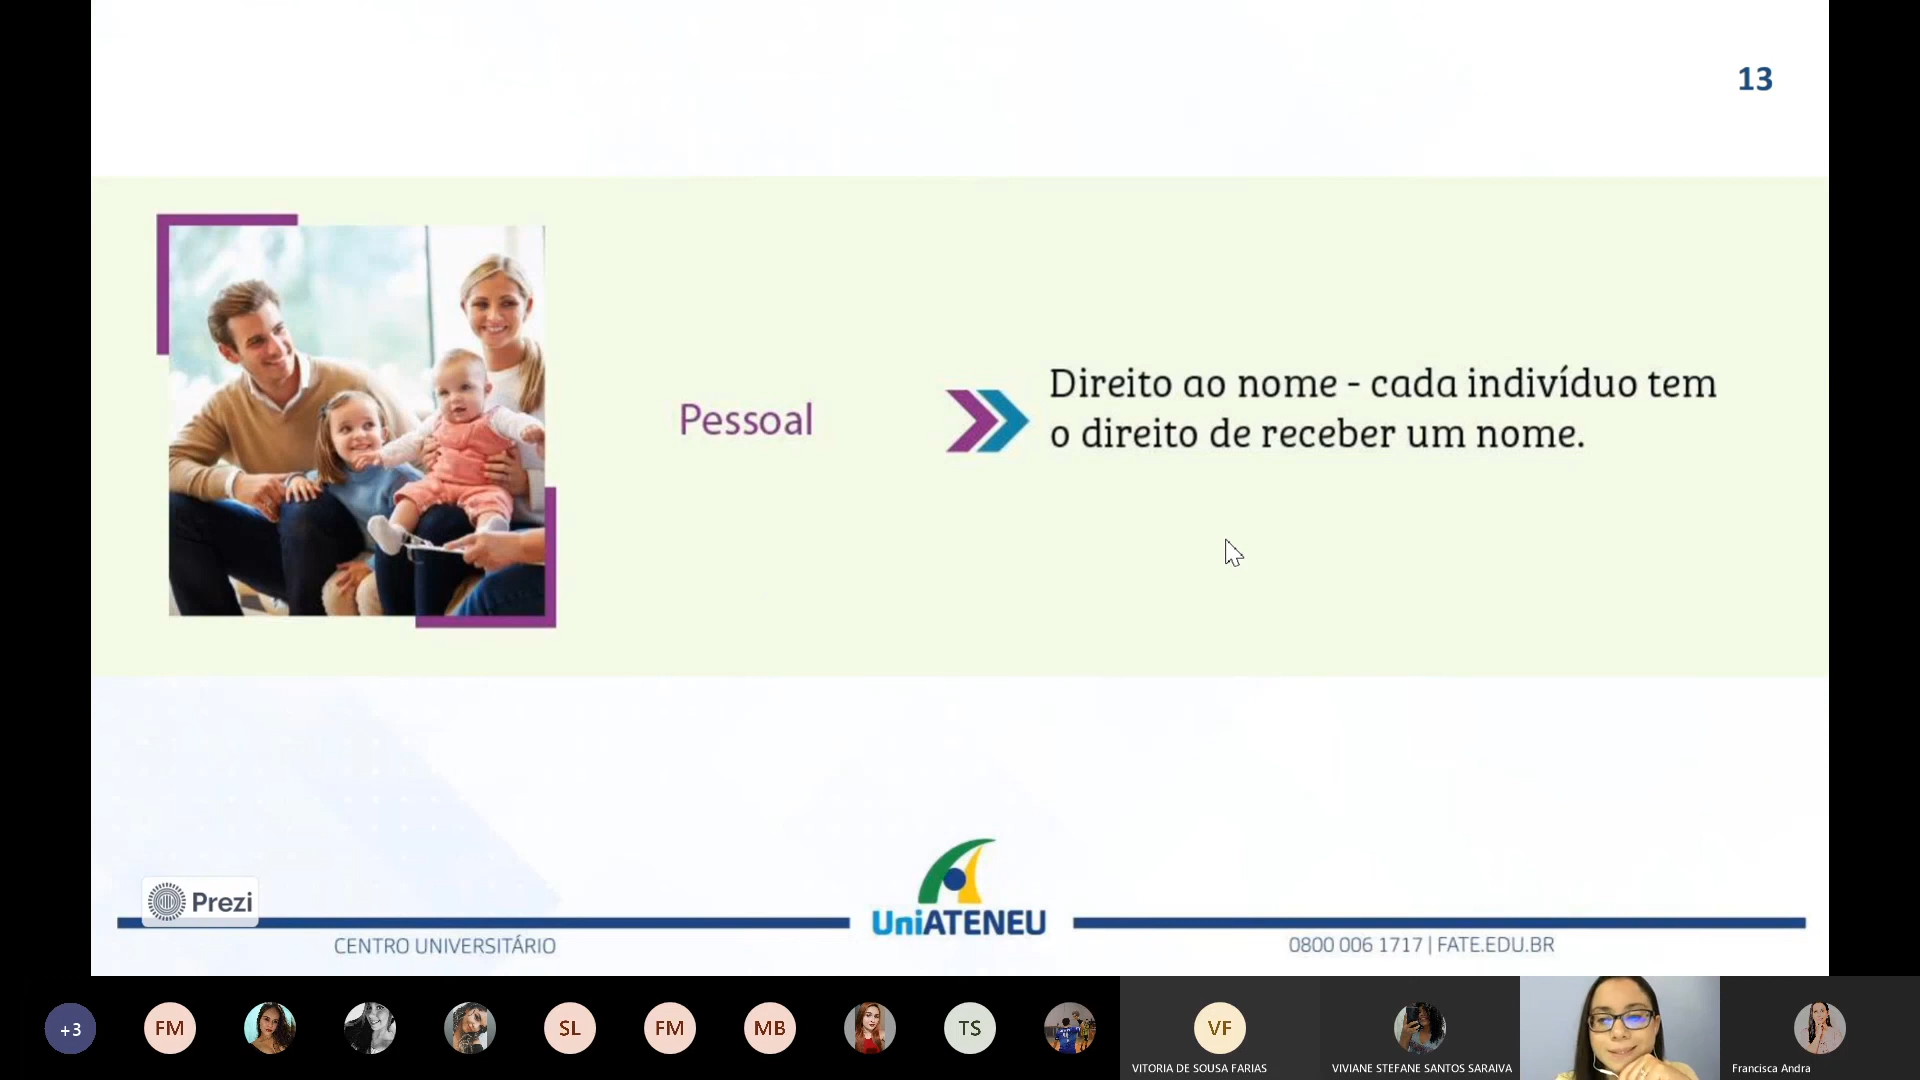 13
Pessoal
Direito ao nome - cada indivíduo tem
o direito de receber um nome.
Prezi
UniATENEU
CENTRO UNIVERSITÁRIO
0800 006 1717 | FATE.EDU.BR
+3
FM
SL
FM
MB
TS
VF
VITORIA DE SOUSA FARIAS
VIVIANE STEFANE SANTOS SARAIVA
Francisca Andra